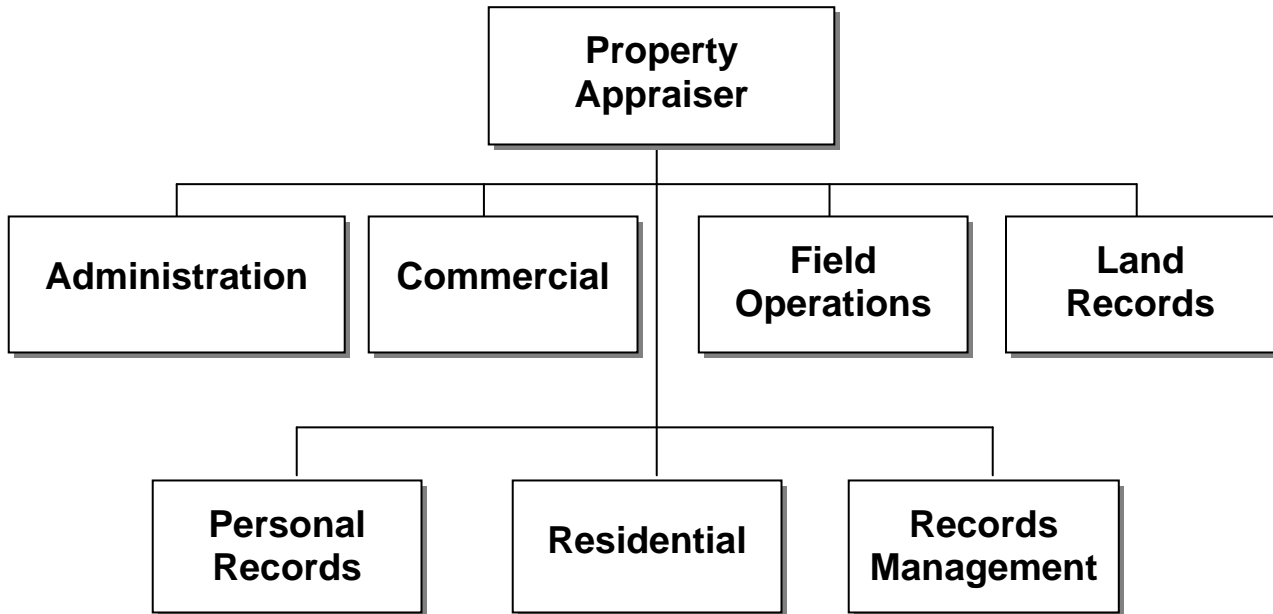 Property
Appraiser
Administration
Commercial
Field
Operations
Land
Records
Personal
Records
Residential
Records
Management